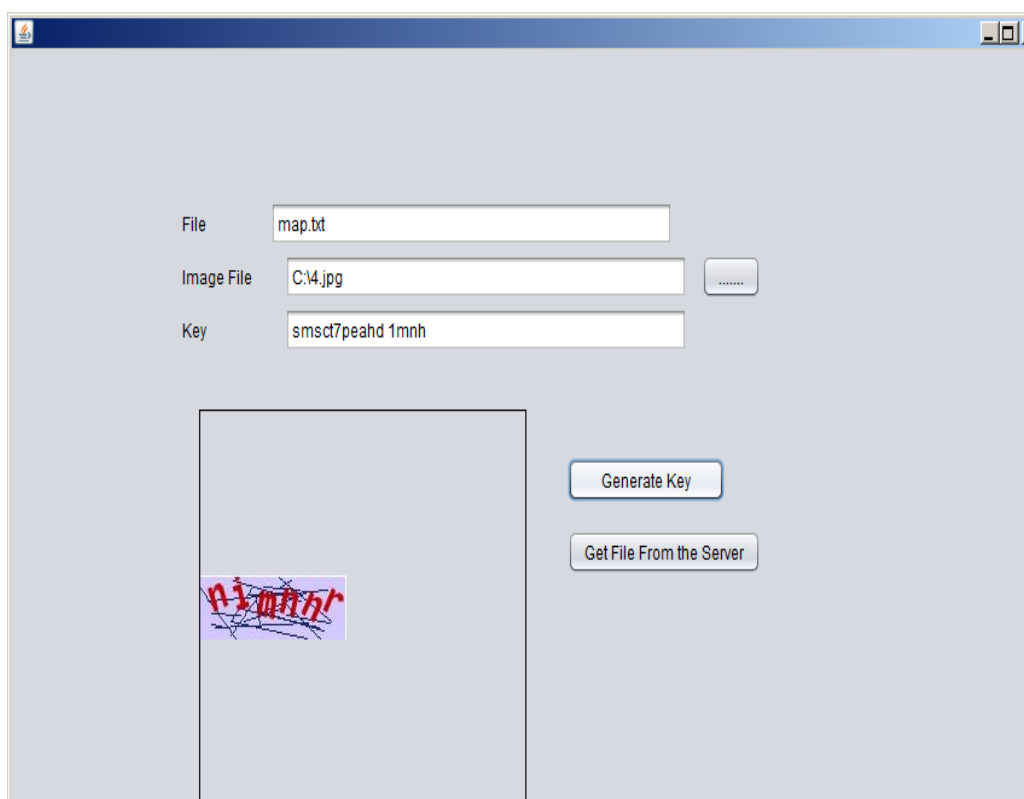 File map.txt
Image File C:\4.jpg .......
Key smsct7peahd 1mnh
Generate Key
Get File From the Server
nimnhr